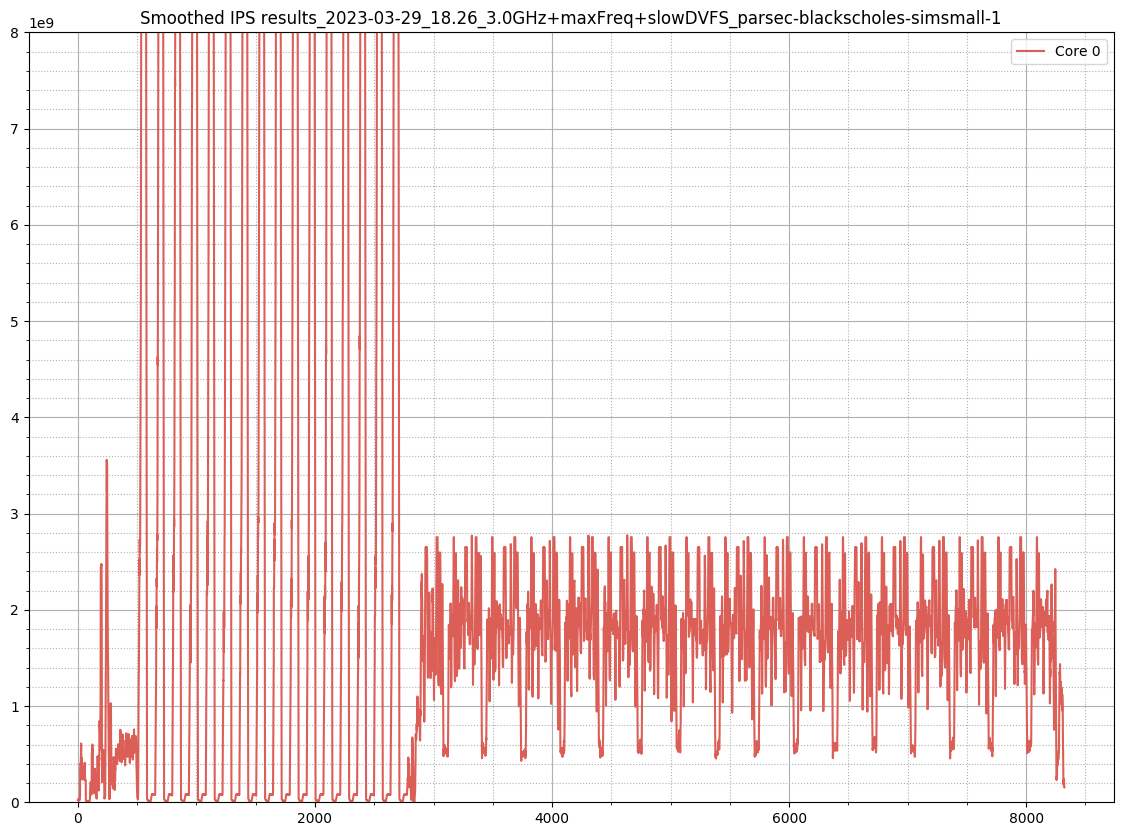 Smoothed IPS results_2023-03-29_18.26_3.0GHz+maxFreq+slowDVFS_parsec-blackscholes-simsmall-1
1e9
Core 0
8
7
6
5
4
3
2
1
0
0 2000 4000 6000 8000